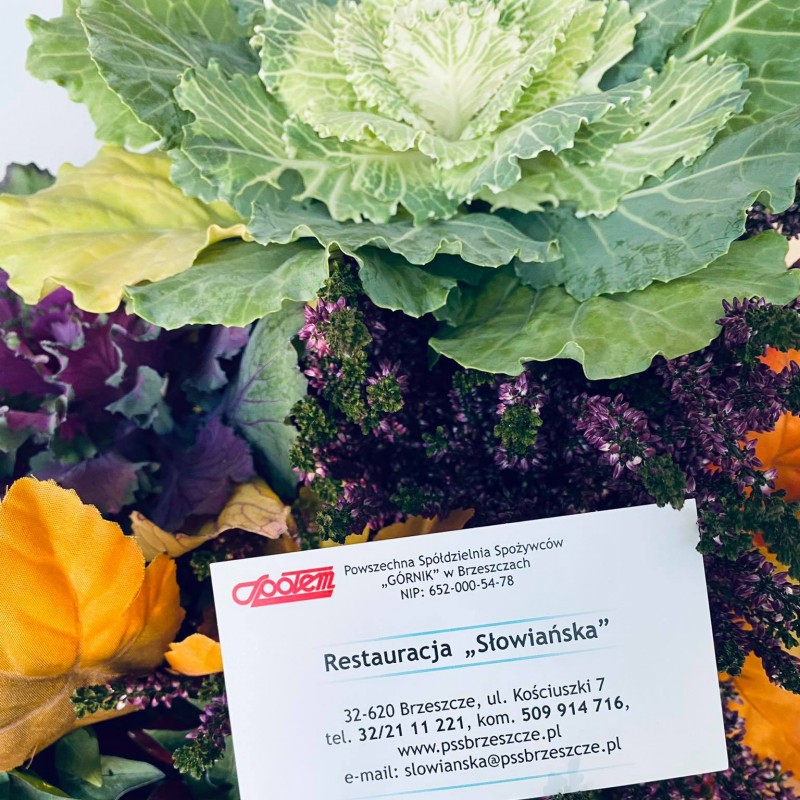 Społem
Powszechna Spółdzielnia Spożywców
„GÓRNIK” w Brzeszczach
NIP: 652-000-54-78
Restauracja „Słowiańska”
32-620 Brzeszcze, ul. Kościuszki 7
tel. 32/21 11 221, kom. 509 914 716,
www.pssbrzeszcze.pl
e-mail: slowianska@pssbrzeszcze.pl